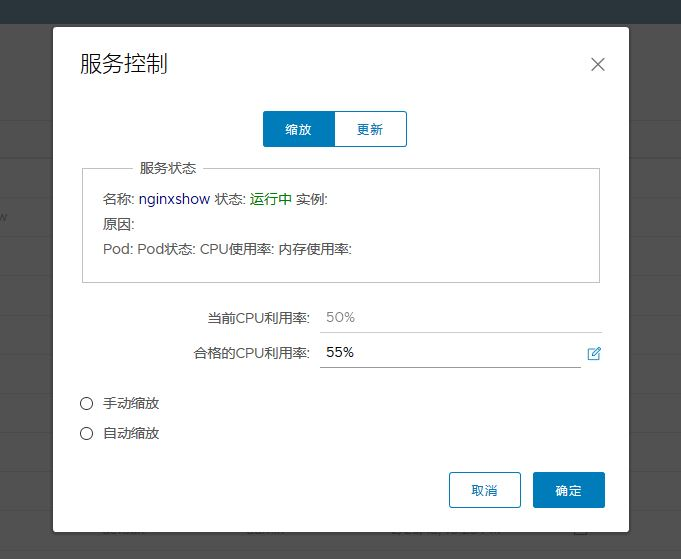 服务控制
缩放 更新
服务状态
名称: nginxshow 状态: 运行中 实例:
原因:
Pod: Pod状态: CPU使用率: 内存使用率:
当前CPU利用率: 50%
合格的CPU利用率: 55%
手动缩放
自动缩放
取消 确定